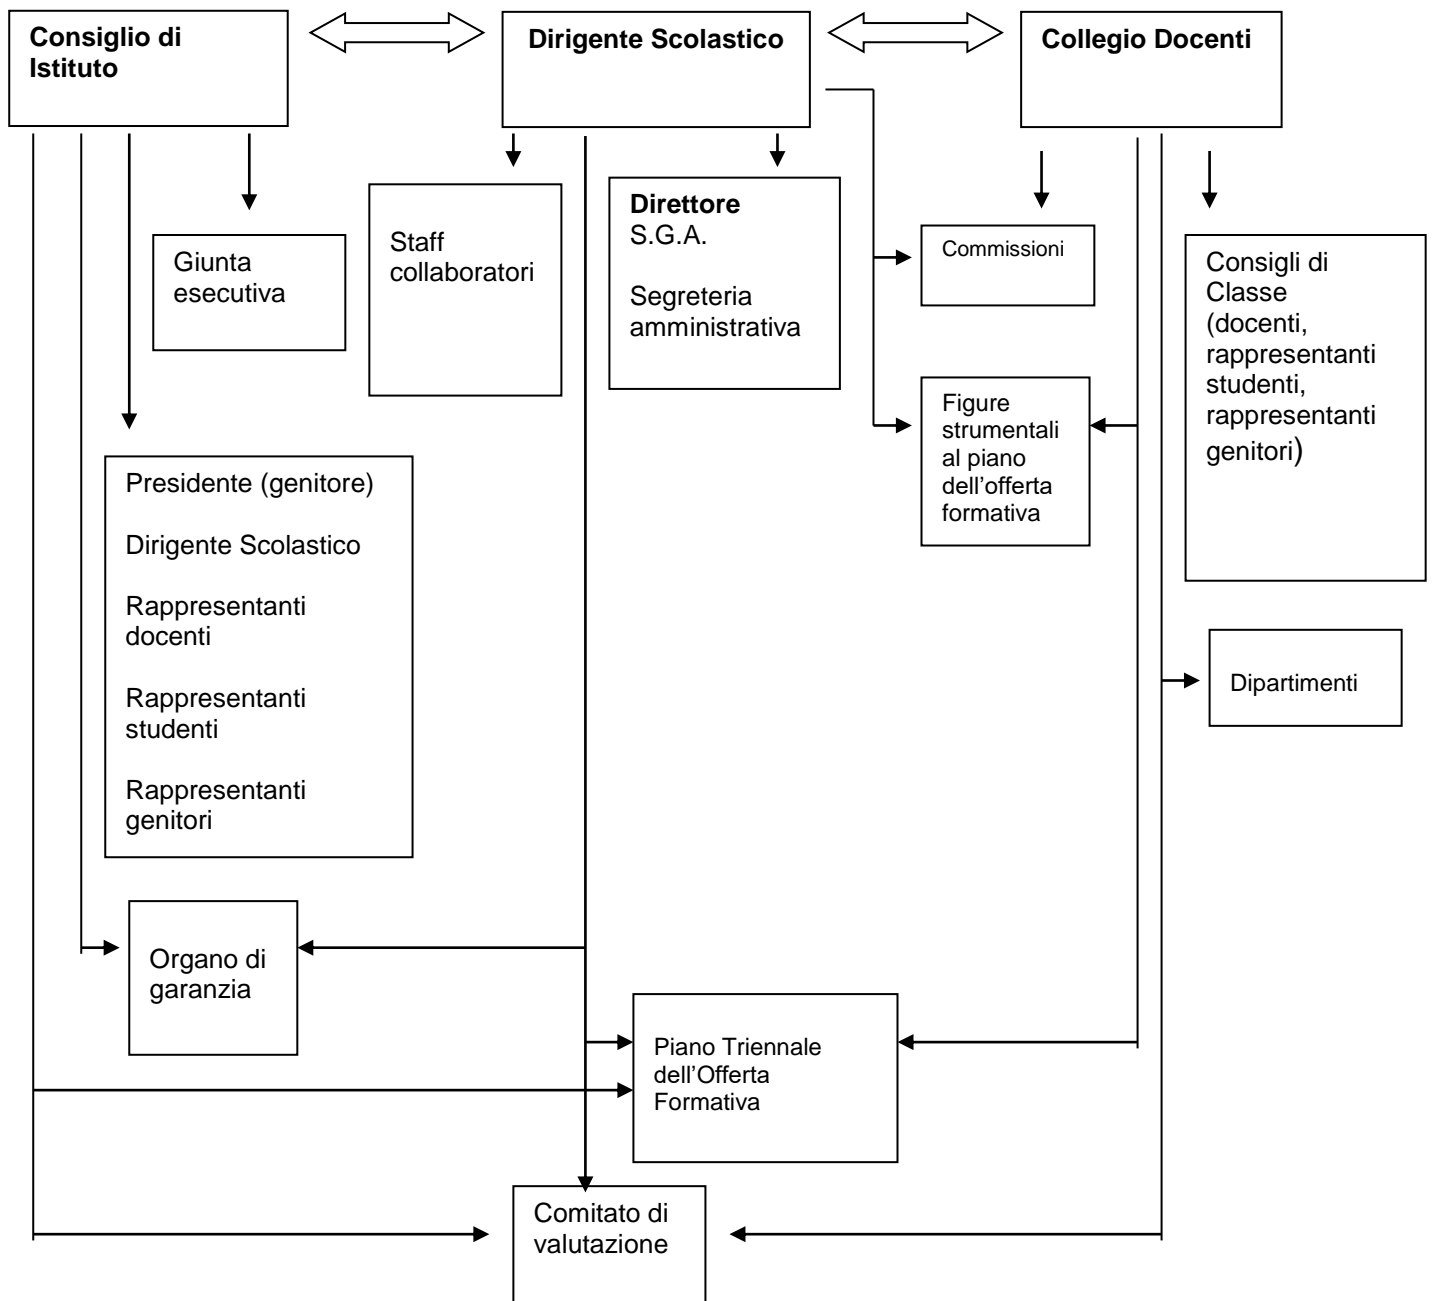 Consiglio di
Istituto
Dirigente Scolastico
Collegio Docenti
Giunta
esecutiva
Staff
collaboratori
Direttore
S.G.A.
Segreteria
amministrativa
Commissioni
Consigli di
Classe
(docenti,
rappresentanti
studenti,
rappresentanti
genitori)
Figure
strumentali
al piano
dell’offerta
formativa
Presidente (genitore)
Dirigente Scolastico
Rappresentanti
docenti
Rappresentanti
studenti
Rappresentanti
genitori
Dipartimenti
Organo di
garanzia
Piano Triennale
dell’Offerta
Formativa
Comitato di
valutazione